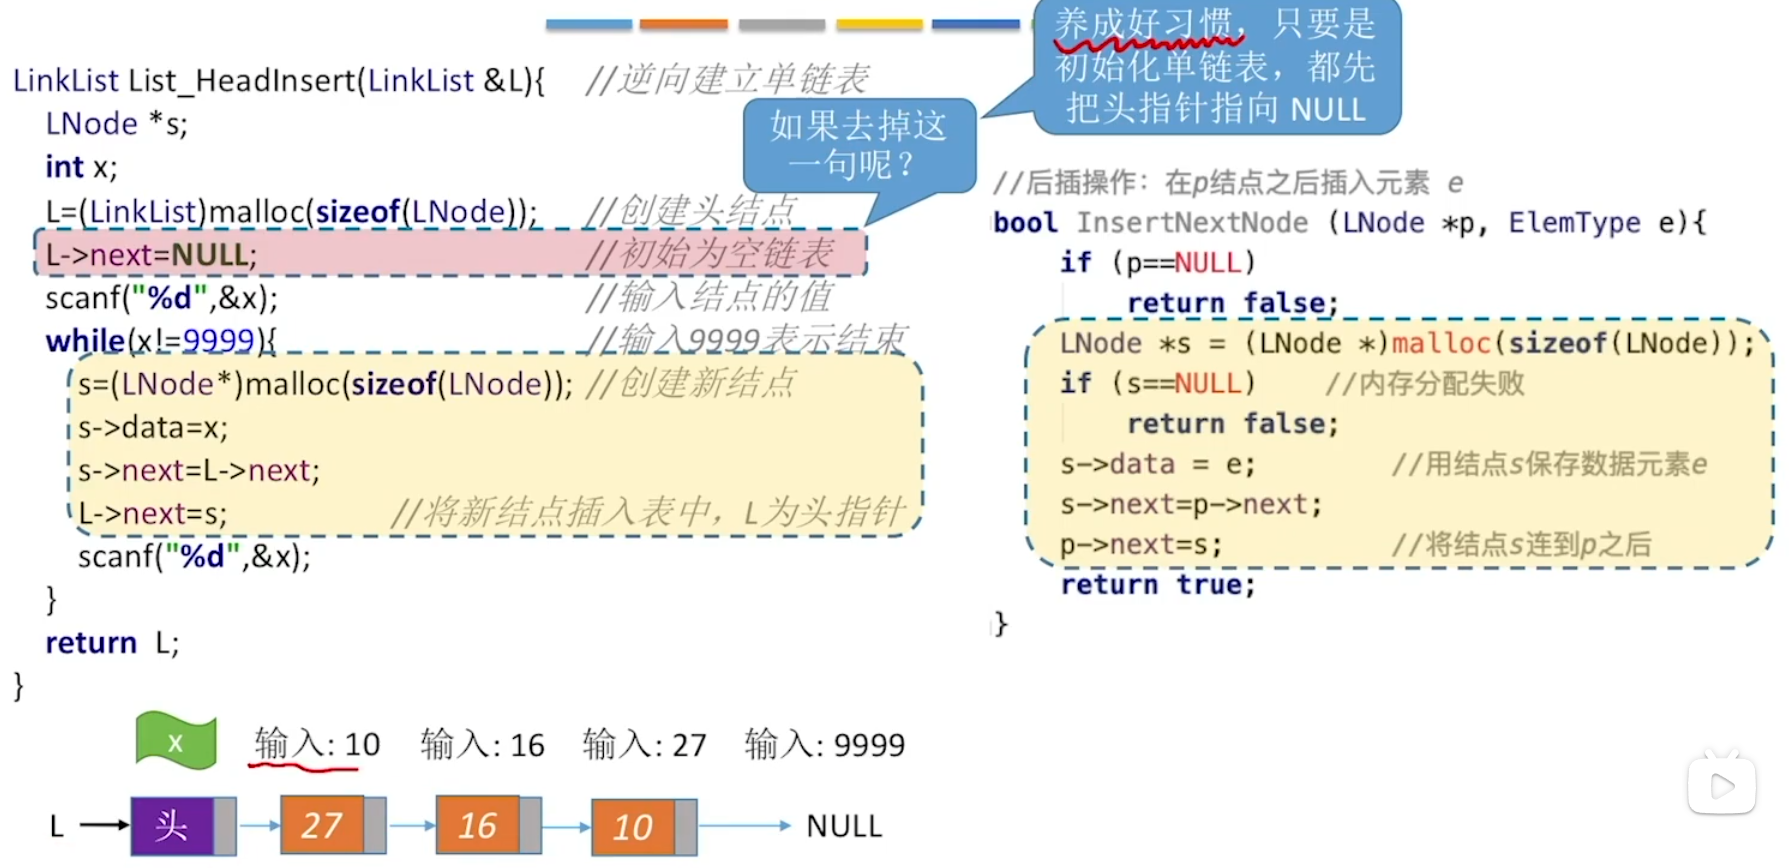 养成好习惯，只要是
初始化单链表，都先
把头指针指向 NULL
LinkList List_HeadInsert(LinkList &L){ //逆向建立单链表
如果去掉这
一句呢？
LNode *s;
int x;
L=(LinkList)malloc(sizeof(LNode)); //创建头结点
L->next=NULL; //初始为空链表
scanf("%d",&x); //输入结点的值
while(x!=9999){ //输入9999表示结束
s=(LNode*)malloc(sizeof(LNode)); //创建新结点
s->data=x;
s->next=L->next;
L->next=s; //将新结点插入表中，L为头指针
scanf("%d",&x);
}
return L;
}
//后插操作：在p结点之后插入元素 e
bool InsertNextNode (LNode *p, ElemType e){
if (p==NULL)
return false;
LNode *s = (LNode *)malloc(sizeof(LNode));
if (s==NULL) //内存分配失败
return false;
s->data = e; //用结点s保存数据元素e
s->next=p->next;
p->next=s; //将结点s连到p之后
return true;
}
x 输入: 10 输入: 16 输入: 27 输入: 9999
L 头 27 16 10 NULL